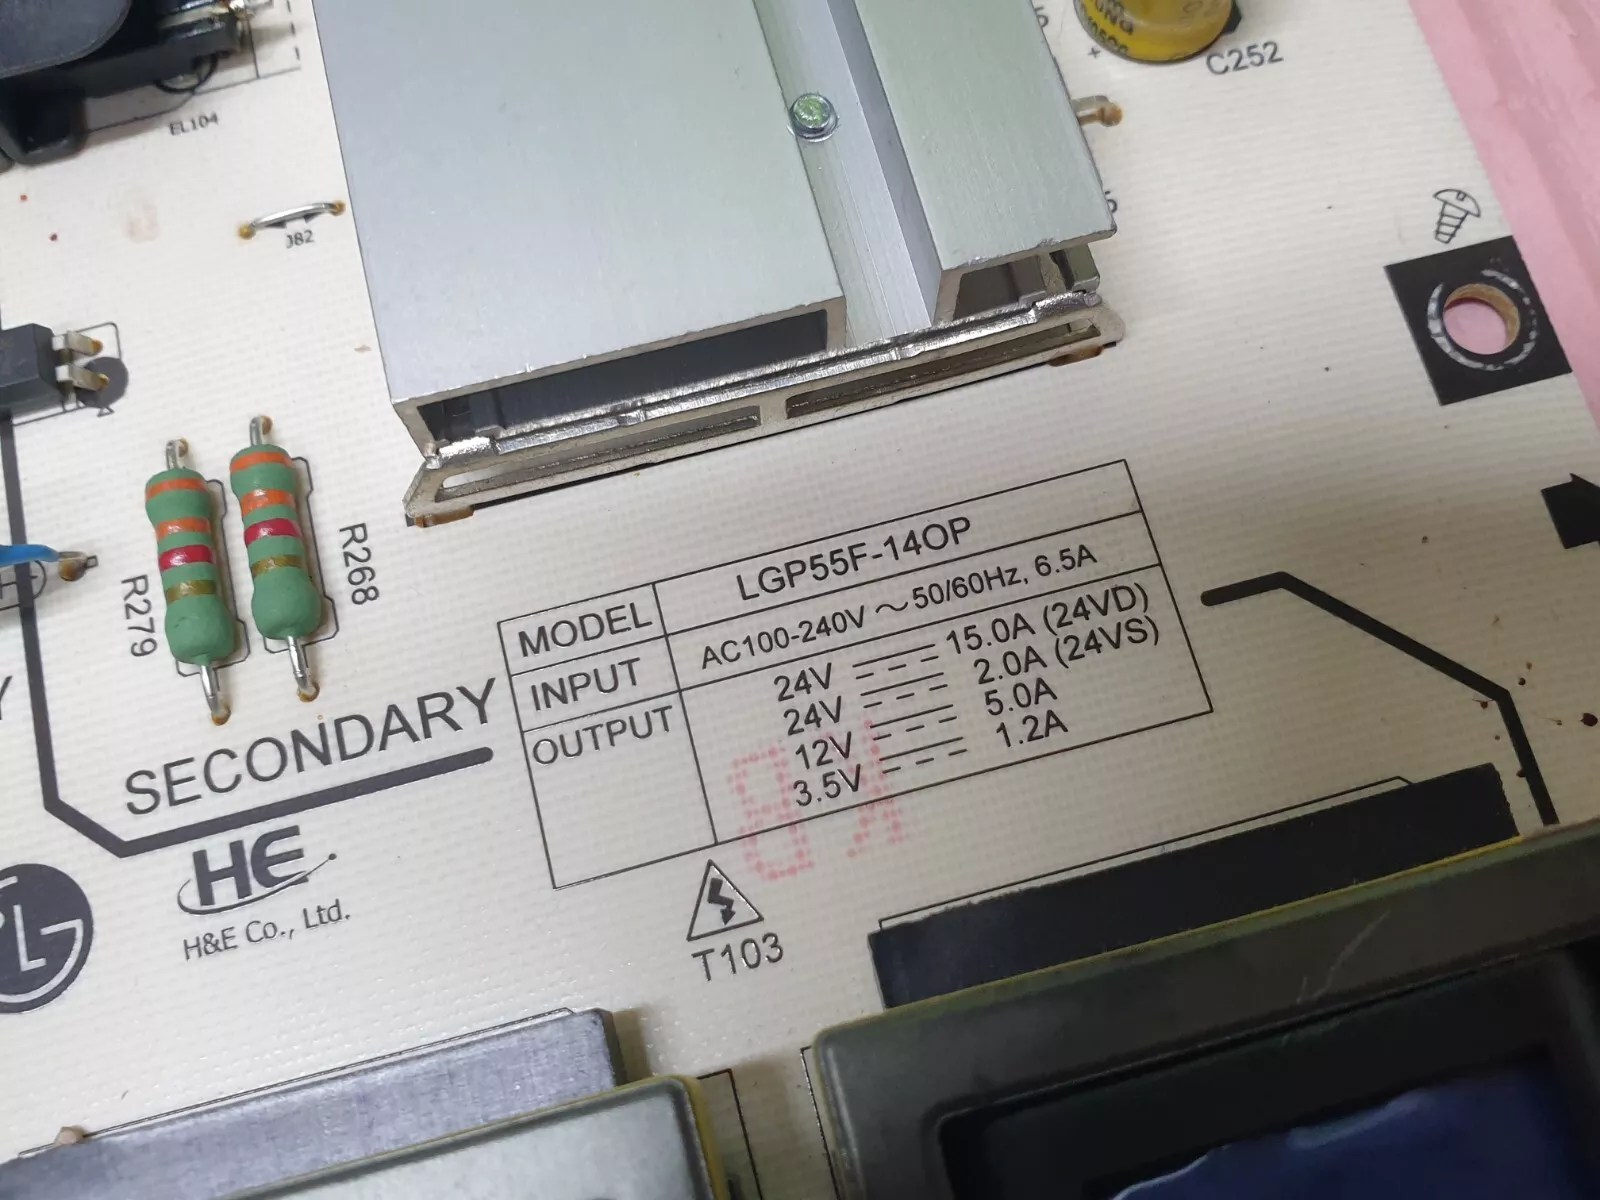 UNG
C252
EL104
J82
R268
R279
MODEL LGP55F-14OP
INPUT AC100-240V ～ 50/60Hz, 6.5A
OUTPUT 24V 15.0A (24VD)
24V 2.0A (24VS)
12V 5.0A
3.5V 1.2A
SECONDARY
HE
H&E Co., Ltd.
T103